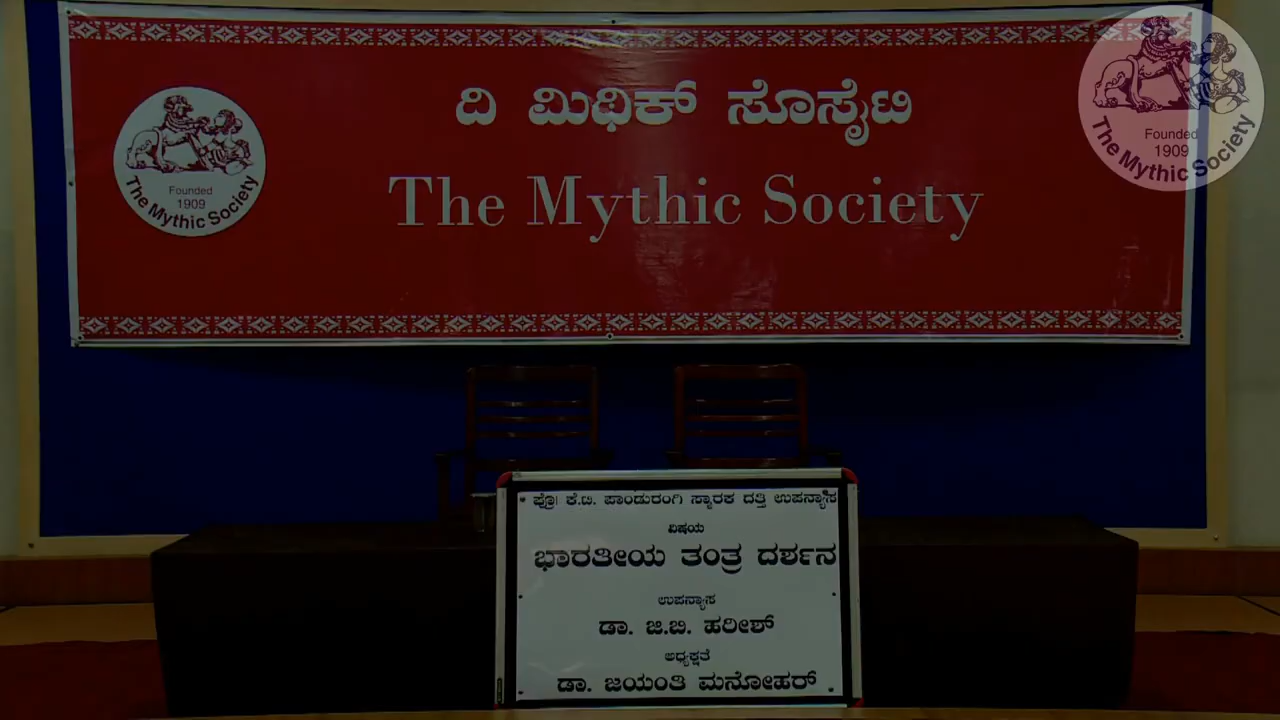 ದಿ ಮಿಥಿಕ್ ಸೊಸೈಟಿ
The Mythic Society
Founded
1909
The Mythic Society
Founded
1909
The Mythic Society
ಪ್ರೊ! ಕೆ.ಟಿ. ಪಾಂಡುರಂಗಿ ಸ್ಮಾರಕ ದತ್ತಿ ಉಪನ್ಯಾಸ
ವಿಷಯ
ಭಾರತೀಯ ತಂತ್ರ ದರ್ಶನ
ಉಪನ್ಯಾಸ
ಡಾ. ಜಿ.ಬಿ. ಹರೀಶ್
ಅಧ್ಯಕ್ಷತೆ
ಡಾ. ಜಯಂತಿ ಮನೋಹರ್.